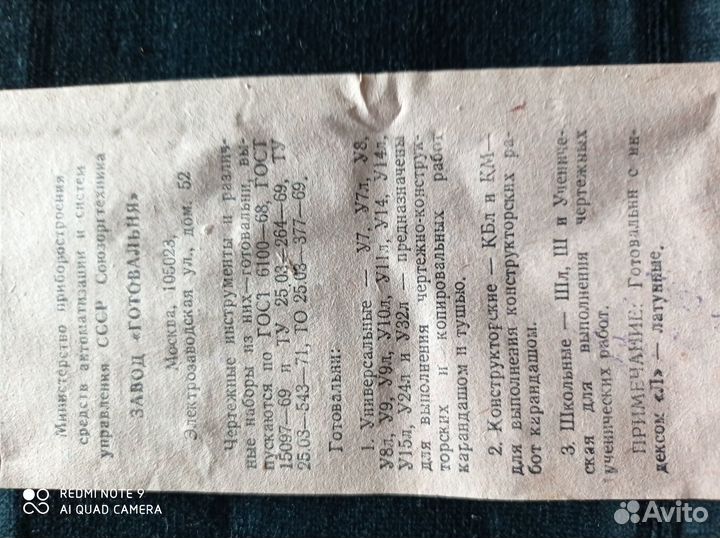 Министерство приборостроения
средств автоматизации и систем
управления СССР Союзоргтехника
ЗАВОД «ГОТОВАЛЬНЯ»
Москва, 105023,
Электрозаводская ул., дом. 52
Чертежные инструменты и различ-
ные наборы из них—готовальни, вы-
пускаются по ГОСТ 6100—68, ГОСТ
15097—69 и ТУ 25.03—264—69, ТУ
25.03—543—71, ТО 25.03—377—69.
Готовальни:
1. Универсальные — У7, У7л, У8,
У8л, У9, У9л, У10л, У11л, У14, У14л,
У15л, У24л и У32л — предназначены
для выполнения чертежно-конструк-
торских и копировальных работ
карандашом и тушью.
2. Конструкторские — КБл и КМ—
для выполнения конструкторских ра-
бот карандашом.
3. Школьные — Шл, Ш и Учениче-
ская для выполнения чертежных
ученических работ.
ПРИМЕЧАНИЕ: Готовальни с ин-
дексом «Л» — латунные.
REDMI NOTE 9
AI QUAD CAMERA
Avito